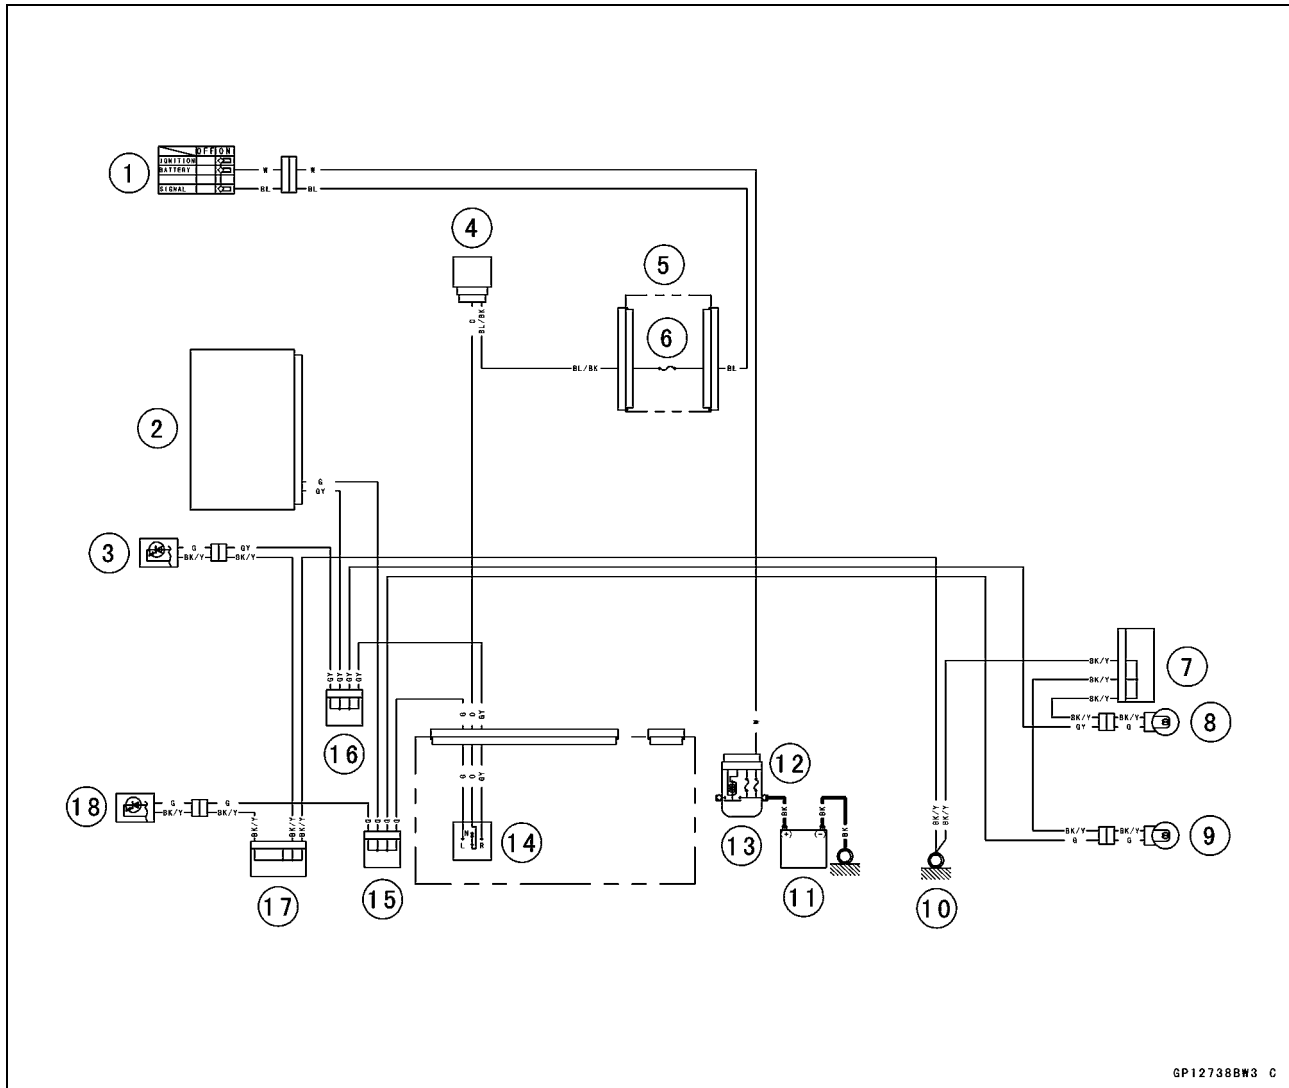 OFF ON
IGNITION
BATTERY
SIGNAL
1
W
W
BL
BL
4
O
BL/BK
5
6
BL/BK
BL
2
G
GY
3
G
GY
BK/Y
BK/Y
GY
GY
GY
GY
G
O
GY
BK/Y
BK/Y
BK/Y
7
BK/Y
BK/Y
GY
G
8
W
16
12
G
O
GY
18
G
G
BK/Y
BK/Y
BK/Y
BK/Y
BK/Y
G
G
G
G
N
L
R
14
13
BK
(+)
(-)
BK
BK
BK/Y
BK/Y
BK/Y
BK/Y
G
G
9
17
15
11
10
GP12738BW3 C